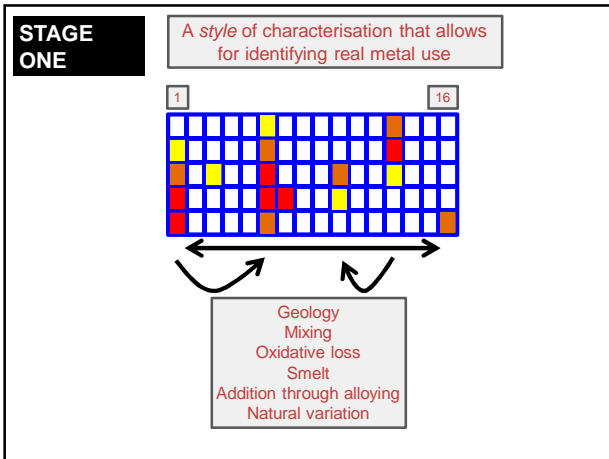 STAGE
ONE
A style of characterisation that allows
for identifying real metal use
1
16
Geology
Mixing
Oxidative loss
Smelt
Addition through alloying
Natural variation